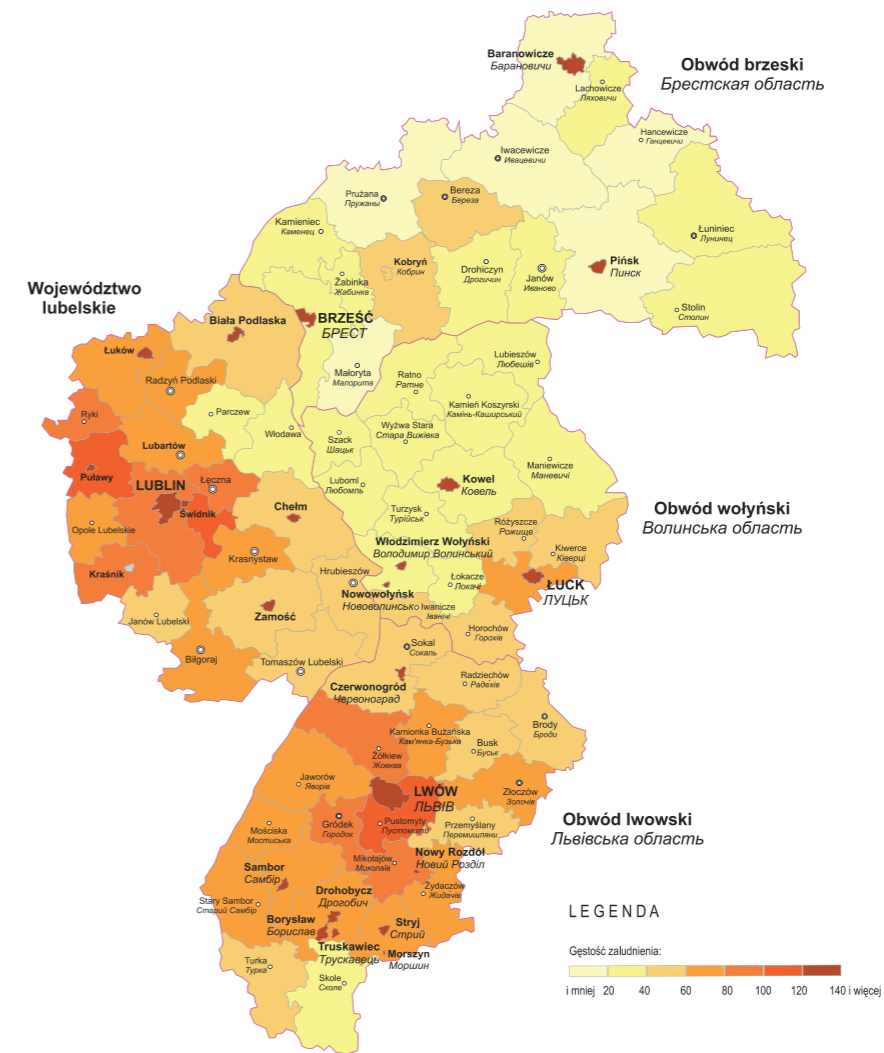 Baranowicze
Барановичи
Obwód brzeski
Брестская область
Lachowicze
Ляховичи
Hancewicze
Ганцевичи
Iwacewicze
Ивацевичи
Prużana
Пружаны
Bereza
Береза
Kamieniec
Каменец
Łuniniec
Лунинец
Kobryń
Кобрин
Drohiczyn
Дрогичин
Janów
Иваново
Pińsk
Пинск
Żabinka
Жабинка
Stolin
Столин
Województwo
lubelskie
Biała Podlaska
BRZEŚĆ
БРЕСТ
Łuków
Małoryta
Малорита
Lubieszów
Любешів
Radzyń Podlaski
Ratno
Ратне
Kamień Koszyrski
Камінь-Каширський
Ryki
Parczew
Włodawa
Szack
Шацьк
Wyżwa Stara
Стара Вижівка
Lubartów
Maniewicze
Маневичі
Puławy
LUBLIN
Łęczna
Luboml
Любомль
Kowel
Ковель
Obwód wołyński
Волинська область
Świdnik
Chełm
Turzysk
Турійськ
Różyszcze
Рожище
Opole Lubelskie
Włodzimierz Wołyński
Володимир Волинський
Kiwerce
Ківерці
Krasnystaw
Kraśnik
Hrubieszów
Łokacze
Локачі
ŁUCK
ЛУЦЬК
Nowowołyńsk
Нововолинськ
Iwanicze
Іваничі
Janów Lubelski
Zamość
Horochów
Горохів
Biłgoraj
Tomaszów Lubelski
Sokal
Сокаль
Czerwonogród
Червоноград
Radziechów
Радехів
Kamionka Bużańska
Кам'янка-Бузька
Brody
Броди
Żółkiew
Жовква
Busk
Буськ
Jaworów
Яворів
LWÓW
ЛЬВІВ
Złoczów
Золочів
Obwód lwowski
Львівська область
Mościska
Мостиська
Gródek
Городок
Pustomyty
Пустомити
Przemyślany
Перемишляни
Mikołajów
Миколаїв
Nowy Rozdół
Новий Розділ
Sambor
Самбір
Drohobycz
Дрогобич
Żydaczów
Жидачів
Stary Sambor
Старий Самбір
Borysław
Борислав
Stryj
Стрий
Truskawiec
Трускавець
Morszyn
Моршин
Turka
Турка
Skole
Сколе
LEGENDA
Gęstość zaludnienia:
i mniej 20 40 60 80 100 120 140 i więcej